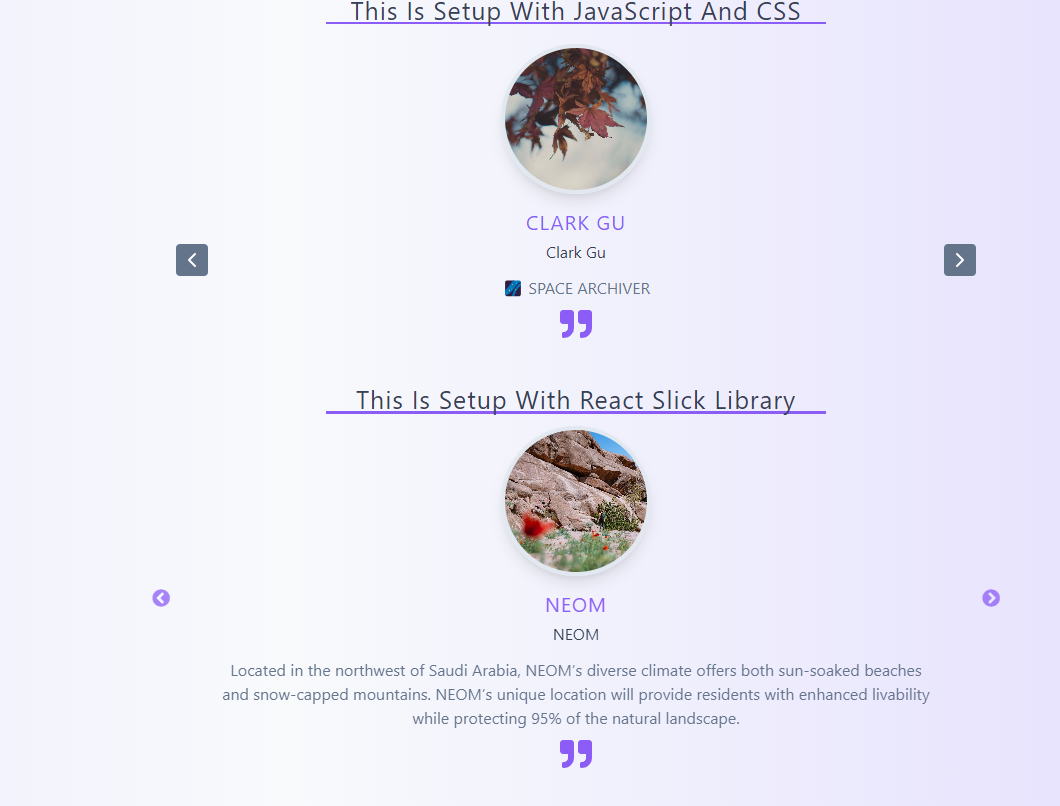 This Is Setup With JavaScript And CSS
CLARK GU
Clark Gu
SPACE ARCHIVER
This Is Setup With React Slick Library
NEOM
NEOM
Located in the northwest of Saudi Arabia, NEOM’s diverse climate offers both sun-soaked beaches
and snow-capped mountains. NEOM’s unique location will provide residents with enhanced livability
while protecting 95% of the natural landscape.